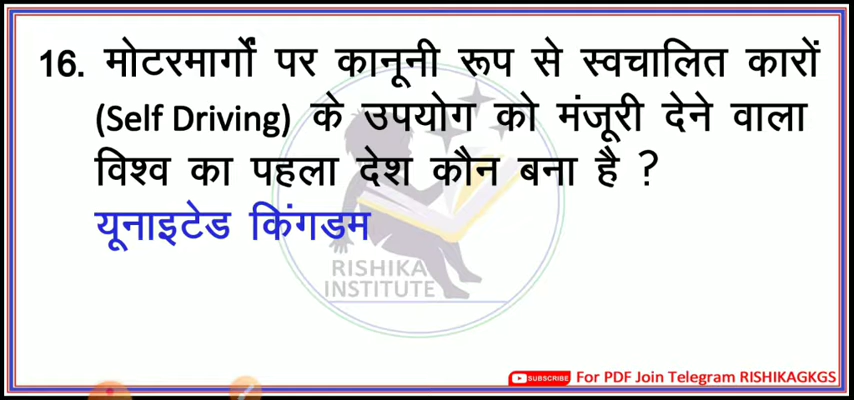 16. मोटरमार्गों पर कानूनी रूप से स्वचालित कारों
(Self Driving) के उपयोग को मंजूरी देने वाला
विश्व का पहला देश कौन बना है ?
यूनाइटेड किंगडम
RISHIKA
INSTITUTE
SUBSCRIBE For PDF Join Telegram RISHIKAGKGS